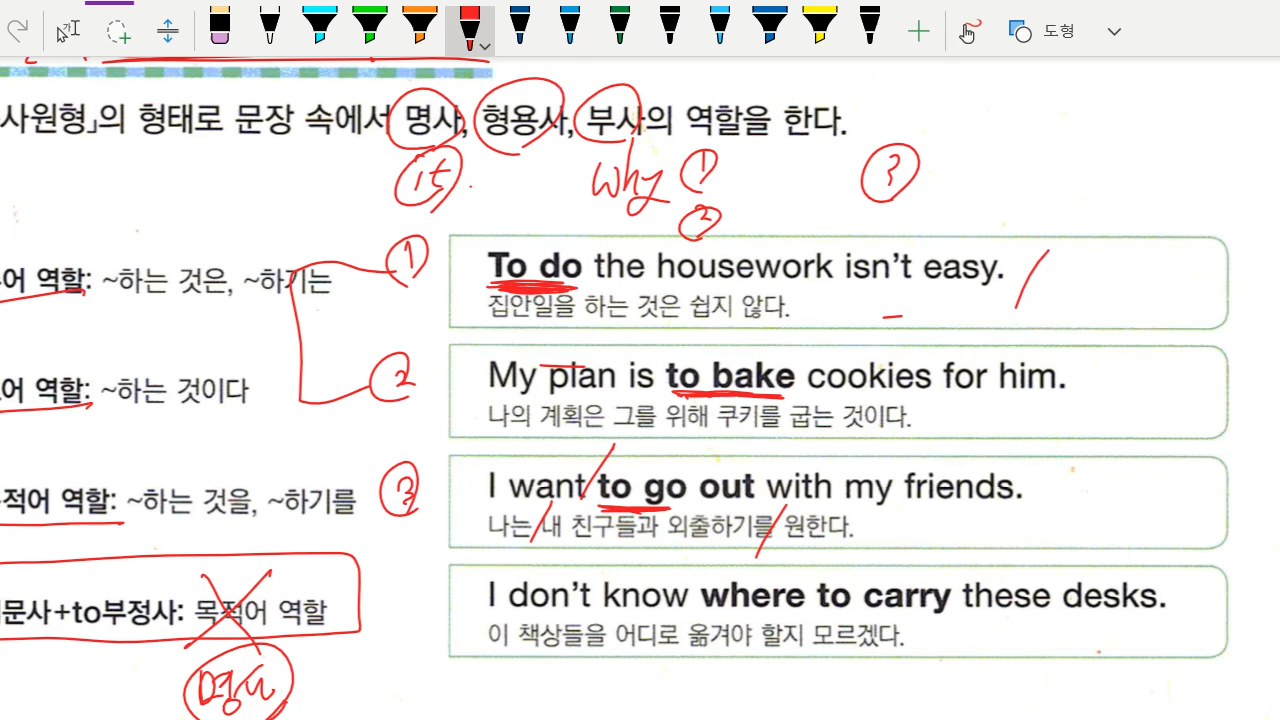 도형
사원형」의 형태로 문장 속에서 명사, 형용사, 부사의 역할을 한다.
it why ① ③
②
어 역할: ~하는 것은, ~하기는 ① To do the housework isn't easy.
집안일을 하는 것은 쉽지 않다.
어 역할: ~하는 것이다 ② My plan is to bake cookies for him.
나의 계획은 그를 위해 쿠키를 굽는 것이다.
적어 역할: ~하는 것을, ~하기를 ③ I want to go out with my friends.
나는 내 친구들과 외출하기를 원한다.
문사+to부정사: 목적어 역할 I don't know where to carry these desks.
이 책상들을 어디로 옮겨야 할지 모르겠다.
명사